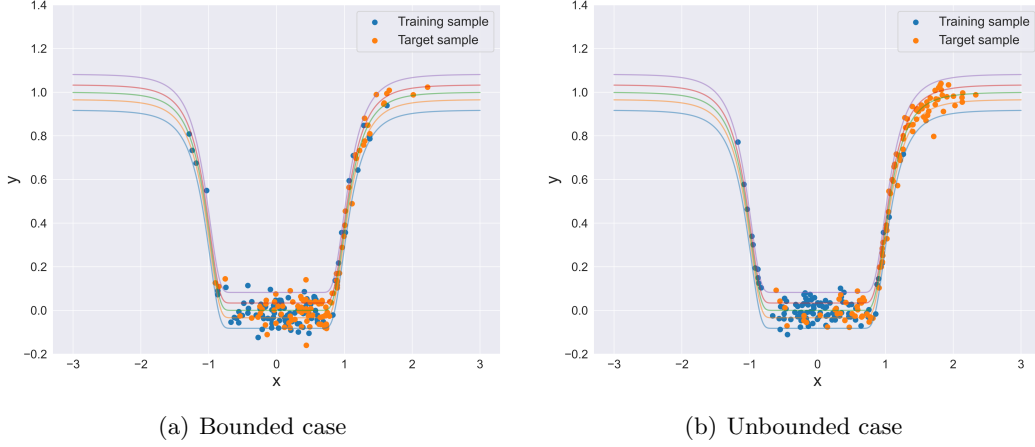 1.4
1.2
1.0
0.8
0.6
0.4
0.2
0.0
−0.2
y
−3 −2 −1 0 1 2 3
x
Training sample
Target sample
(a) Bounded case
1.4
1.2
1.0
0.8
0.6
0.4
0.2
0.0
−0.2
y
−3 −2 −1 0 1 2 3
x
Training sample
Target sample
(b) Unbounded case